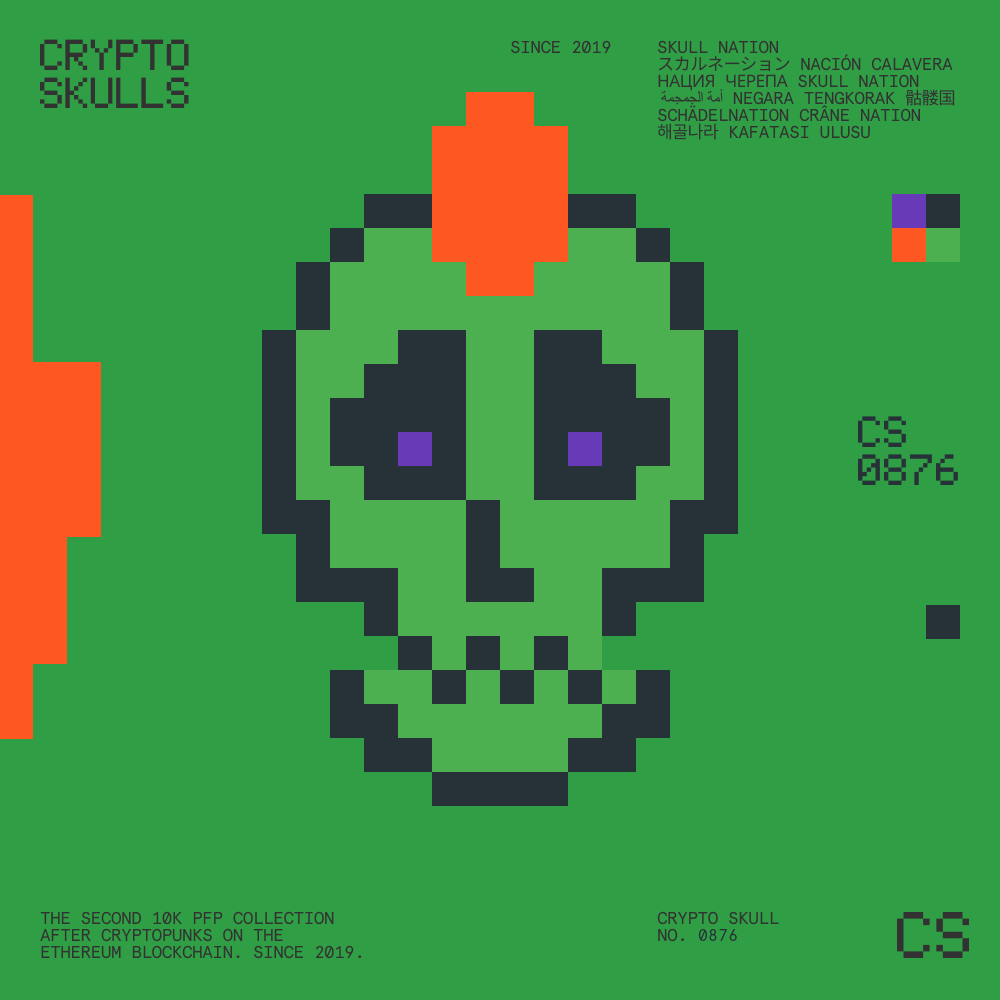 CRYPTO
SKULLS
SINCE 2019
SKULL NATION
スカルネーション NACIÓN CALAVERA
НАЦИЯ ЧЕРЕПА SKULL NATION
أمة الجمجمة NEGARA TENGKORAK 骷髅国
SCHÄDELNATION CRÂNE NATION
해골나라 KAFATASI ULUSU
CS
0876
THE SECOND 10K PFP COLLECTION
AFTER CRYPTOPUNKS ON THE
ETHEREUM BLOCKCHAIN. SINCE 2019.
CRYPTO SKULL
NO. 0876
CS